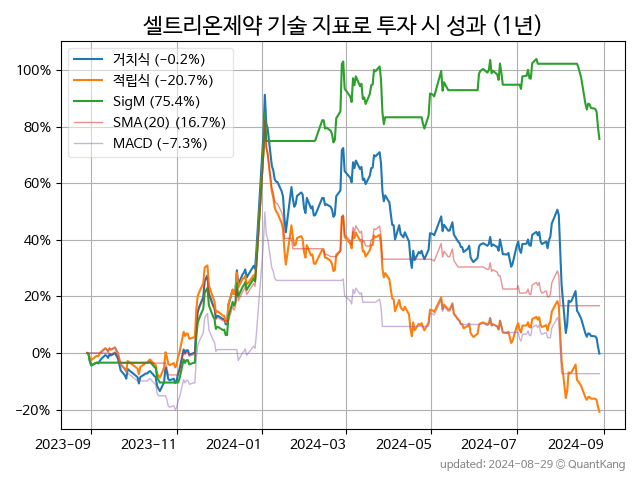 셀트리온제약 기술 지표로 투자 시 성과 (1년)
거치식 (−0.2%)
적립식 (−20.7%)
SigM (75.4%)
SMA(20) (16.7%)
MACD (−7.3%)
100%
80%
60%
40%
20%
0%
−20%
2023-09 2023-11 2024-01 2024-03 2024-05 2024-07 2024-09
updated: 2024-08-29 © QuantKang